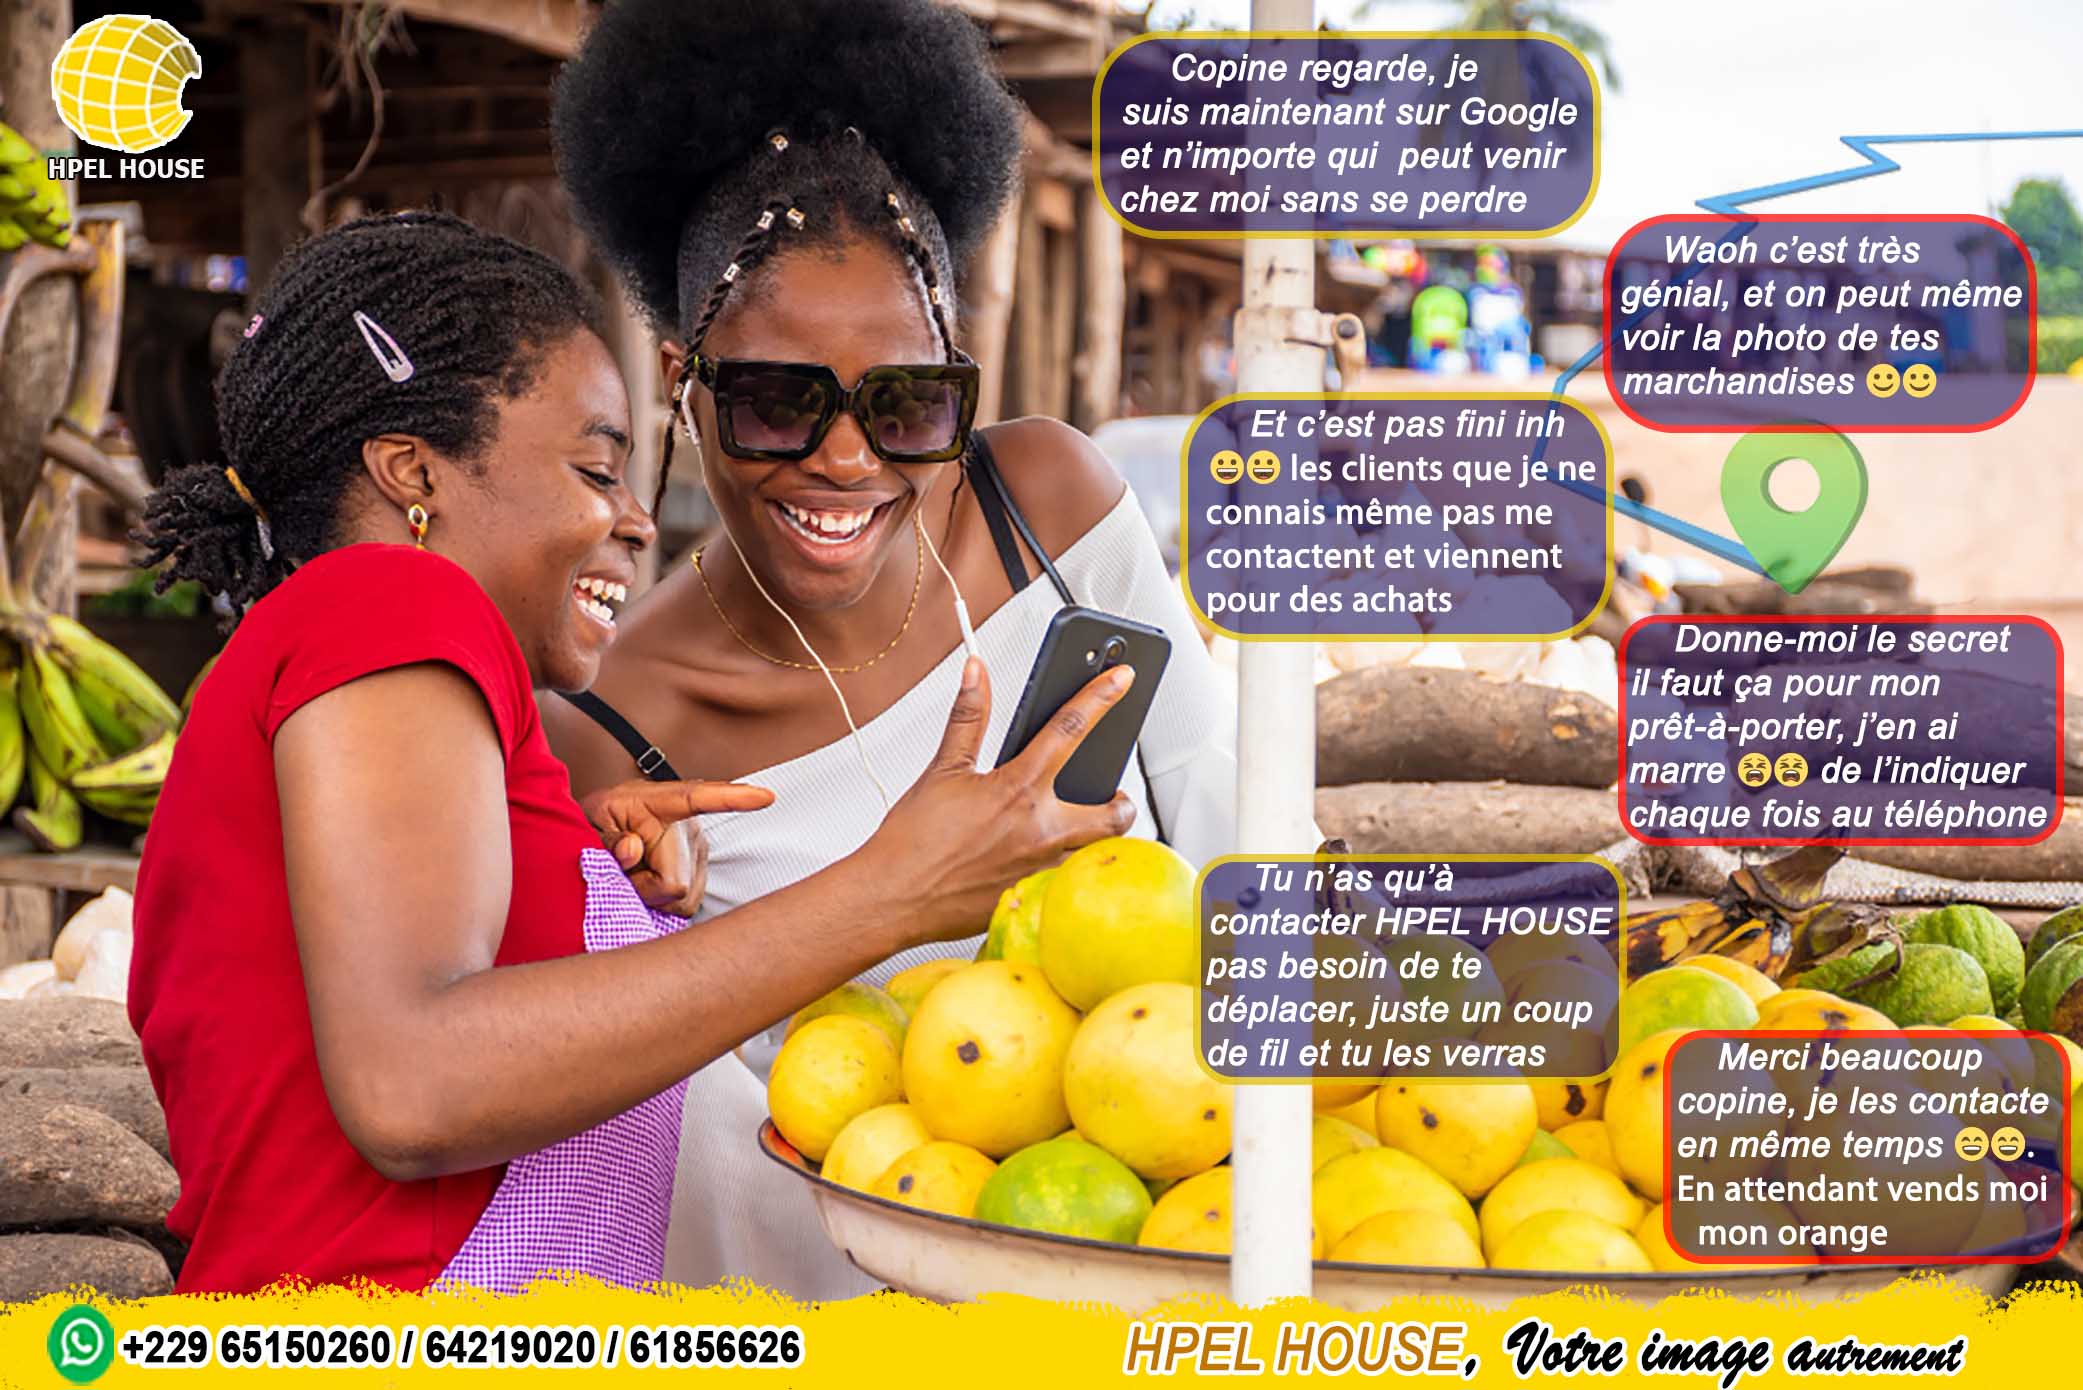 HPEL HOUSE
Copine regarde, je
suis maintenant sur Google
et n'importe qui peut venir
chez moi sans se perdre
Waoh c'est très
génial, et on peut même
voir la photo de tes
marchandises 😃😃
Et c'est pas fini inh
😀😀 les clients que je ne
connais même pas me
contactent et viennent
pour des achats
Donne-moi le secret
il faut ça pour mon
prêt-à-porter, j'en ai
marre 😫😫 de l'indiquer
chaque fois au téléphone
Tu n'as qu'à
contacter HPEL HOUSE
pas besoin de te
déplacer, juste un coup
de fil et tu les verras
Merci beaucoup
copine, je les contacte
en même temps 😁😁.
En attendant vends moi
mon orange
+229 65150260 / 64219020 / 61856626
HPEL HOUSE, Votre image autrement